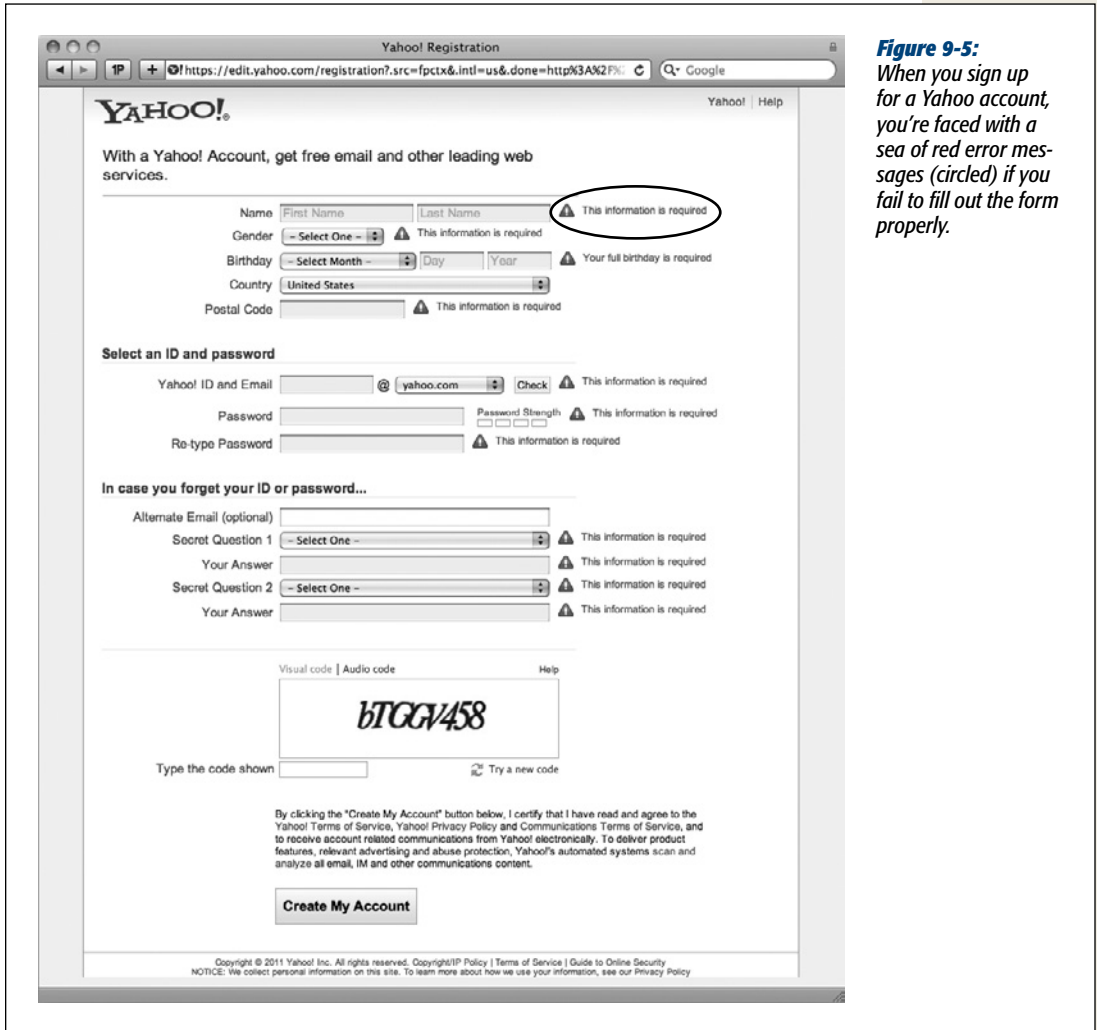 Yahoo! Registration
1P + https://edit.yahoo.com/registration?.src=fpctx&.intl=us&.done=http%3A%2F% Google
YAHOO!®
Yahoo! | Help
With a Yahoo! Account, get free email and other leading web
services.
Name First Name Last Name This information is required
Gender – Select One – This information is required
Birthday – Select Month – Day Year Your full birthday is required
Country United States
Postal Code This information is required
Select an ID and password
Yahoo! ID and Email @ yahoo.com Check This information is required
Password Password Strength This information is required
Re-type Password This information is required
In case you forget your ID or password...
Alternate Email (optional)
Secret Question 1 – Select One – This information is required
Your Answer This information is required
Secret Question 2 – Select One – This information is required
Your Answer This information is required
Visual code | Audio code Help
bTGGV458
Type the code shown Try a new code
By clicking the "Create My Account" button below, I certify that I have read and agree to the
Yahoo! Terms of Service, Yahoo! Privacy Policy and Communications Terms of Service, and
to receive account related communications from Yahoo! electronically. To deliver product
features, relevant advertising and abuse protection, Yahoo!'s automated systems scan and
analyze all email, IM and other communications content.
Create My Account
Copyright © 2011 Yahoo! Inc. All rights reserved. Copyright/IP Policy | Terms of Service | Guide to Online Security
NOTICE: We collect personal information on this site. To learn more about how we use your information, see our Privacy Policy
Figure 9-5:
When you sign up
for a Yahoo account,
you're faced with a
sea of red error mes-
sages (circled) if you
fail to fill out the form
properly.